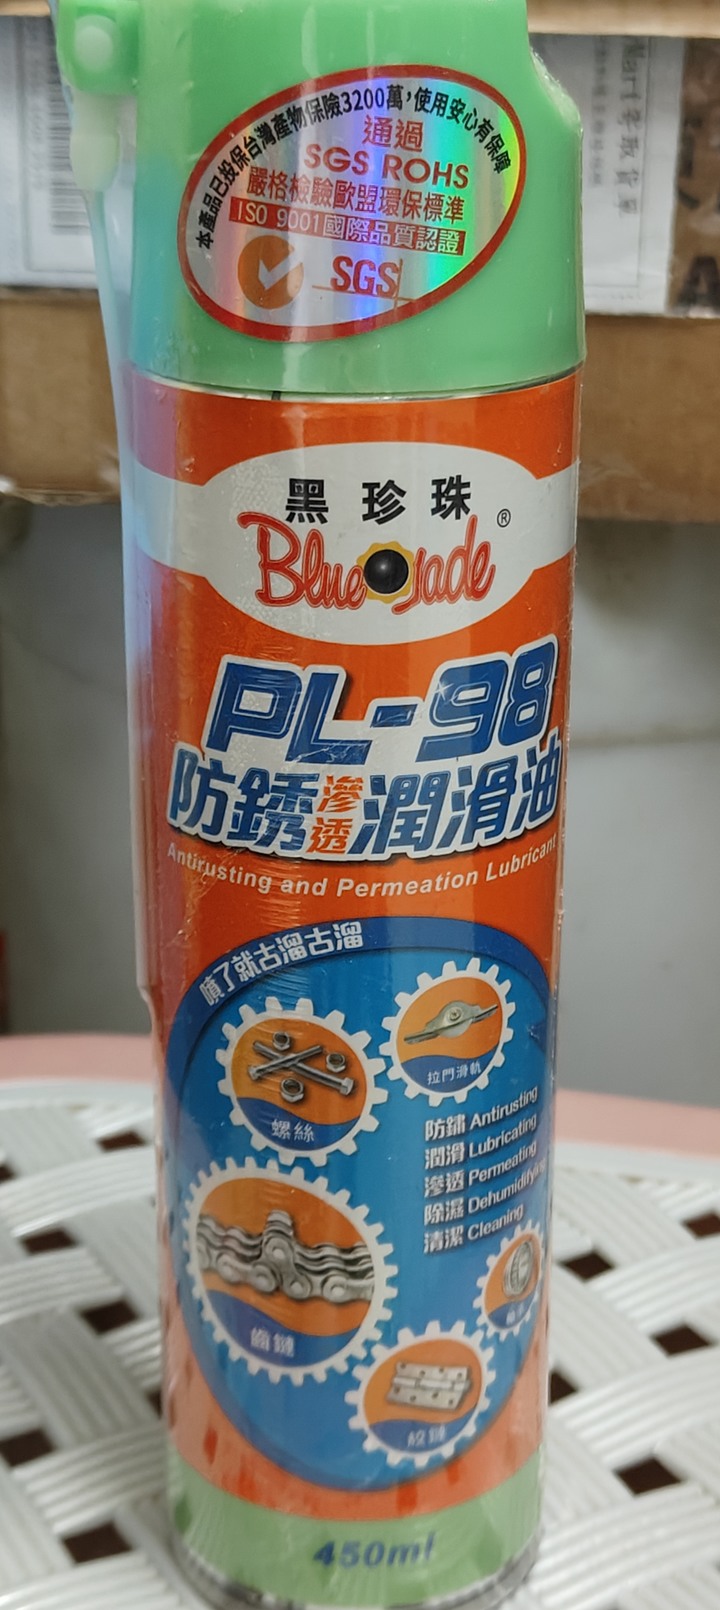 本產品已投保台灣產物保險3200萬，使用安心有保障
通過
SGS ROHS
嚴格檢驗歐盟環保標準
ISO 9001國際品質認證
SGS
黑珍珠
®
Blue Jade
PL-98
防銹滲透潤滑油
Antirusting and Permeation Lubricant
噴了就古溜古溜
拉門滑軌
螺絲
防鏽 Antirusting
潤滑 Lubricating
滲透 Permeating
除濕 Dehumidifying
清潔 Cleaning
齒鏈
鉸鏈
450ml